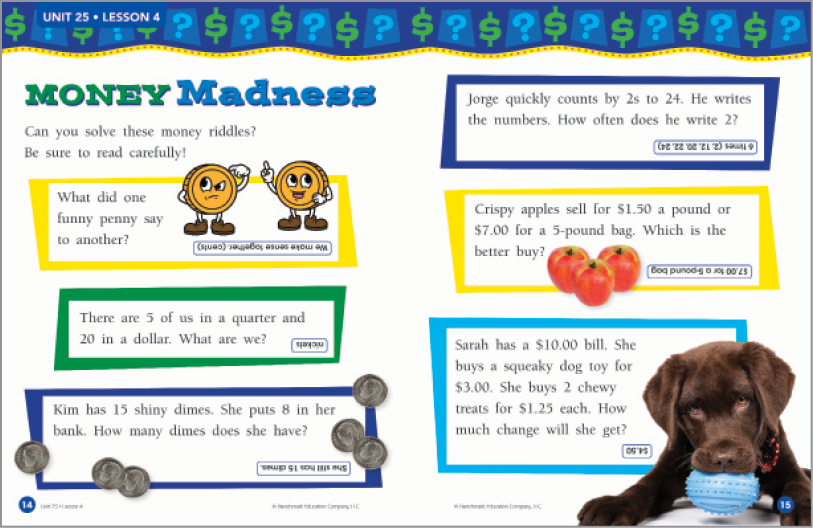 UNIT 25 • LESSON 4
MONEY Madness
Can you solve these money riddles?
Be sure to read carefully!
What did one
funny penny say
to another?
We make sense together. (cents)
There are 5 of us in a quarter and
20 in a dollar. What are we?
nickels
Kim has 15 shiny dimes. She puts 8 in her
bank. How many dimes does she have?
She still has 15 dimes.
14 Unit 25 • Lesson 4
© Benchmark Education Company, LLC
Jorge quickly counts by 2s to 24. He writes
the numbers. How often does he write 2?
6 times (2, 12, 20, 22, 24)
Crispy apples sell for $1.50 a pound or
$7.00 for a 5-pound bag. Which is the
better buy?
$7.00 for a 5-pound bag
Sarah has a $10.00 bill. She
buys a squeaky dog toy for
$3.00. She buys 2 chewy
treats for $1.25 each. How
much change will she get?
$4.50
© Benchmark Education Company, LLC
15